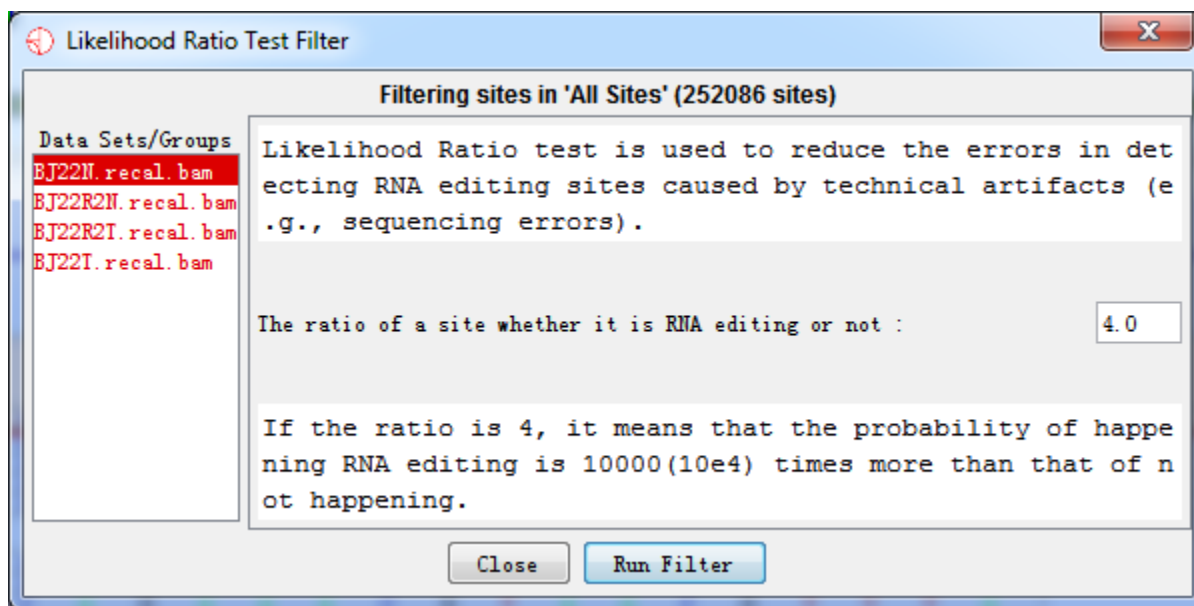 Likelihood Ratio Test Filter
Filtering sites in 'All Sites' (252086 sites)
Data Sets/Groups
BJ22N.recal.bam
BJ22R2N.recal.bam
BJ22R2T.recal.bam
BJ22T.recal.bam
Likelihood Ratio test is used to reduce the errors in det
ecting RNA editing sites caused by technical artifacts (e
.g., sequencing errors).
The ratio of a site whether it is RNA editing or not :
4.0
If the ratio is 4, it means that the probability of happe
ning RNA editing is 10000(10e4) times more than that of n
ot happening.
Close
Run Filter